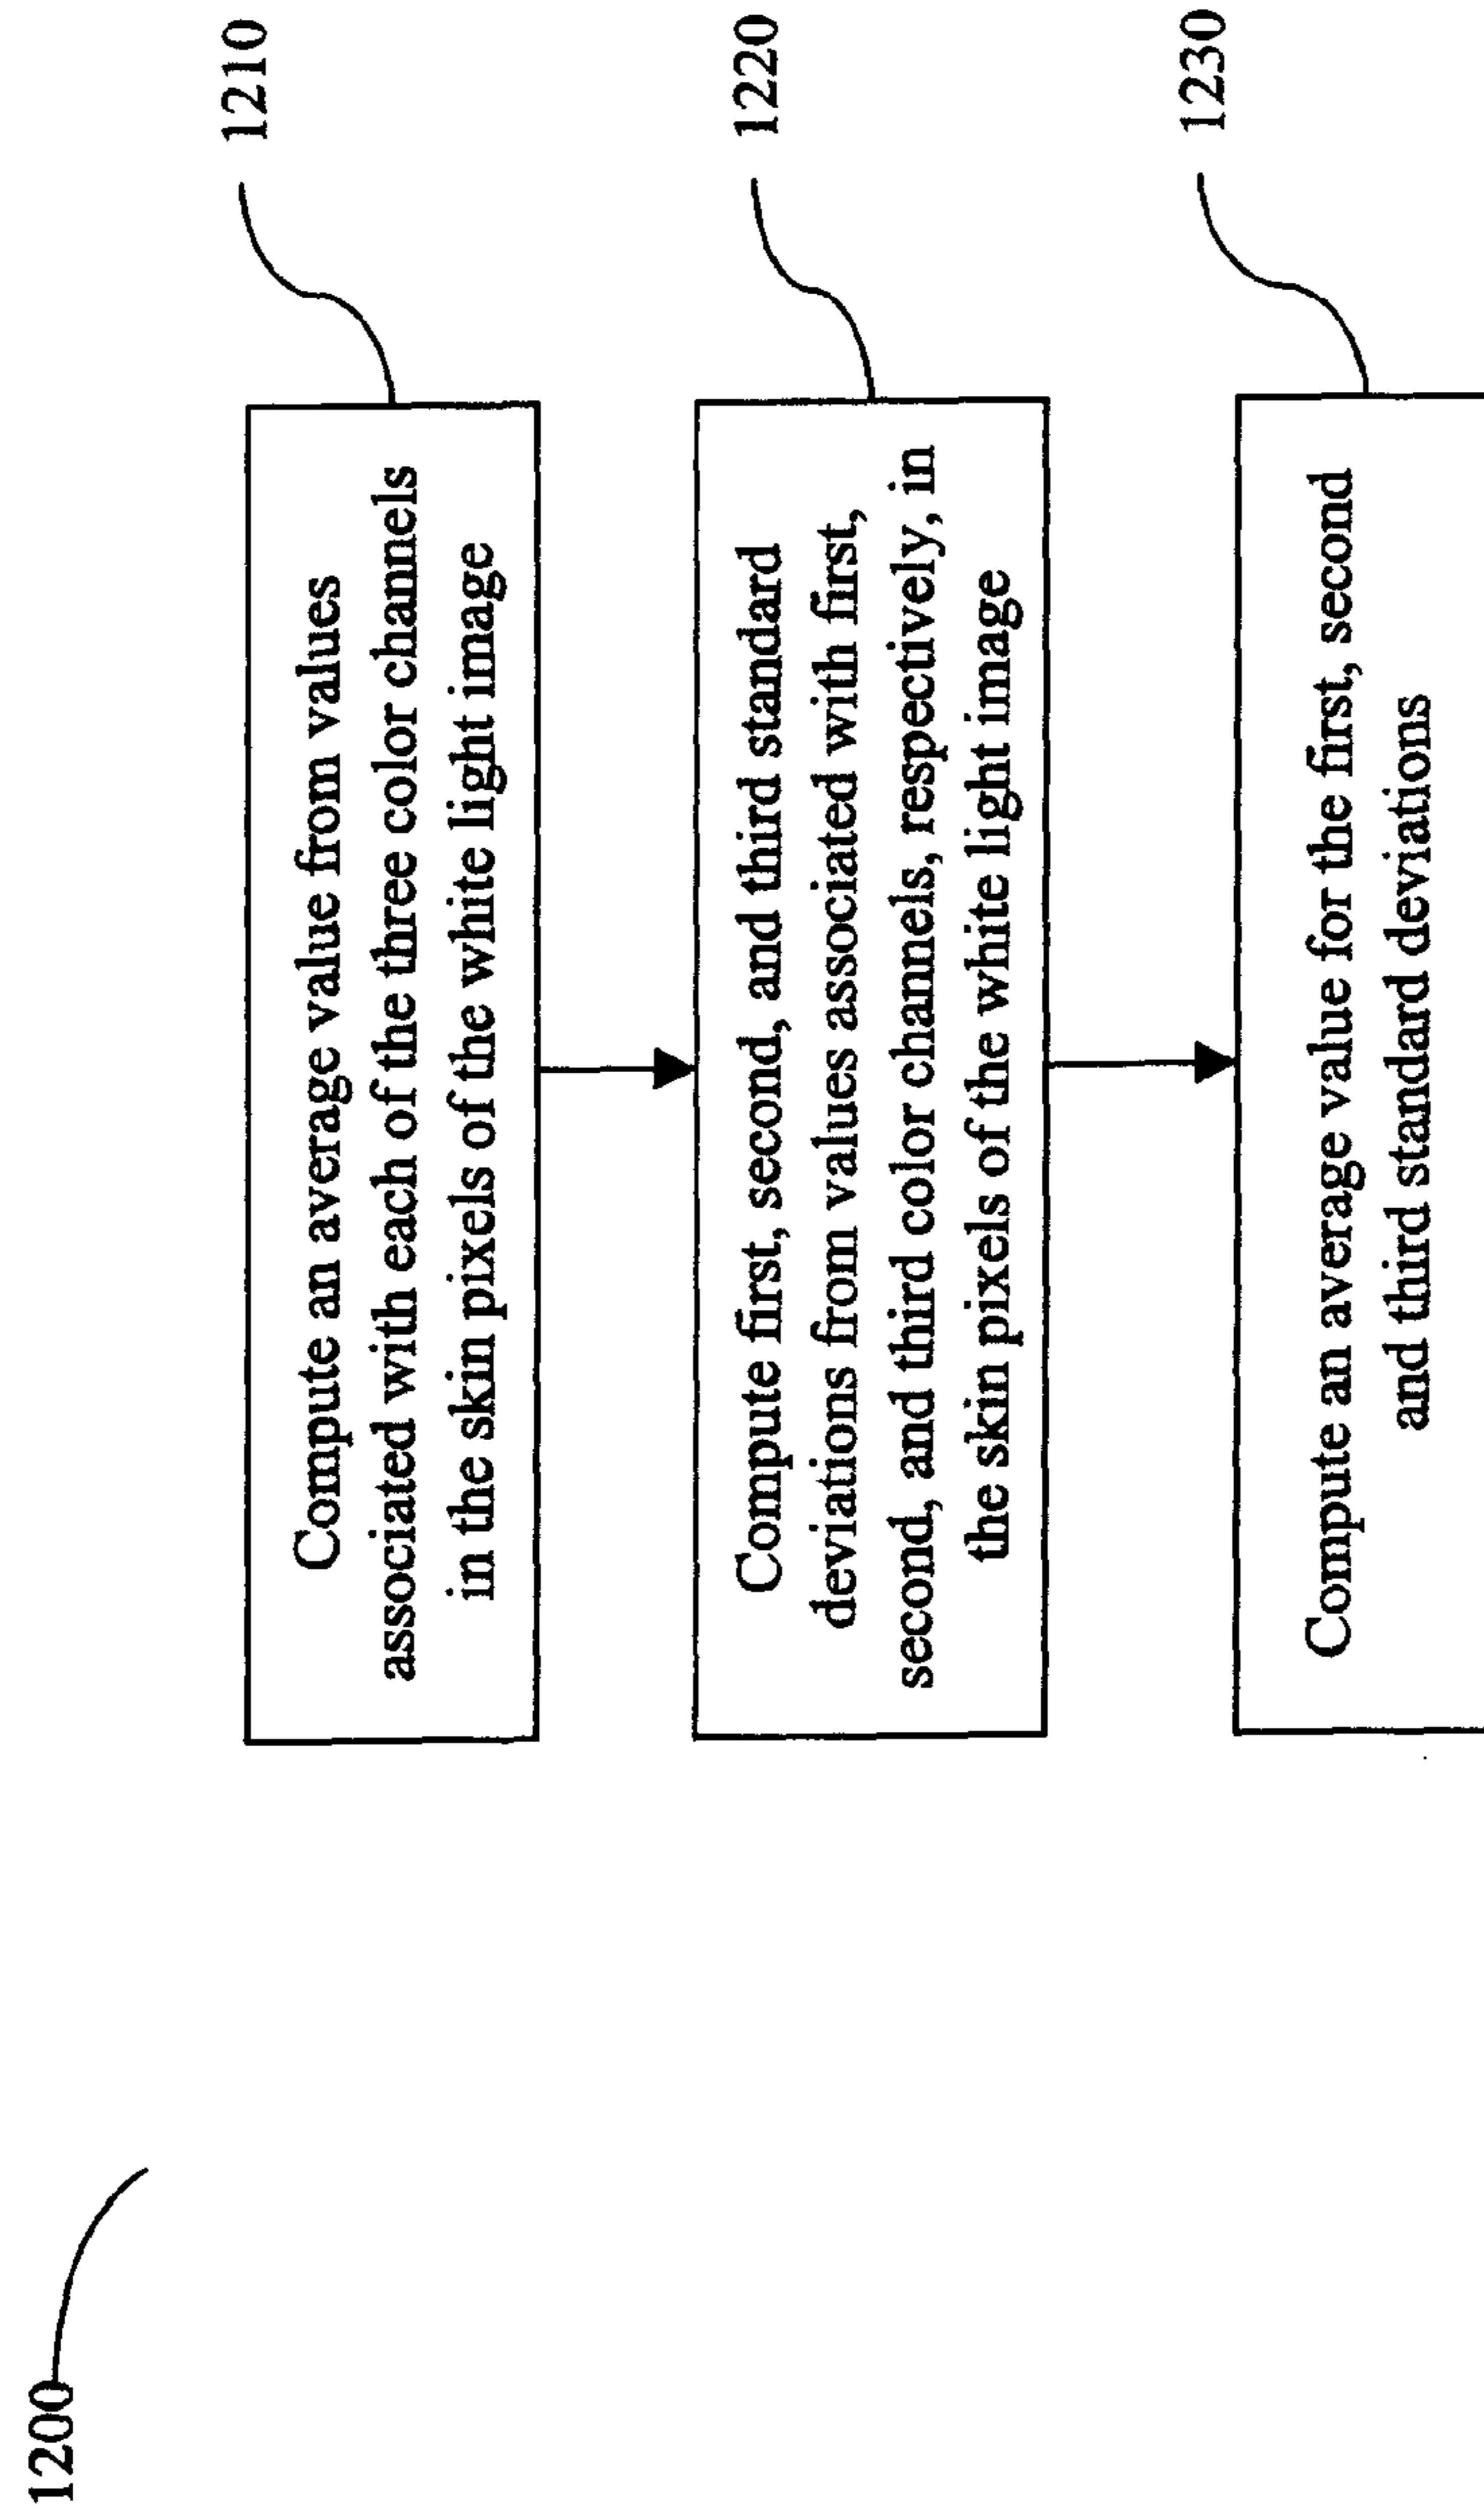 1200
1210
Compute an average value from values
associated with each of the three color channels
in the skin pixels of the white light image
1220
Compute first, second, and third standard
deviations from values associated with first,
second, and third color channels, respectively, in
the skin pixels of the white light image
1230
Compute an average value for the first, second
and third standard deviations